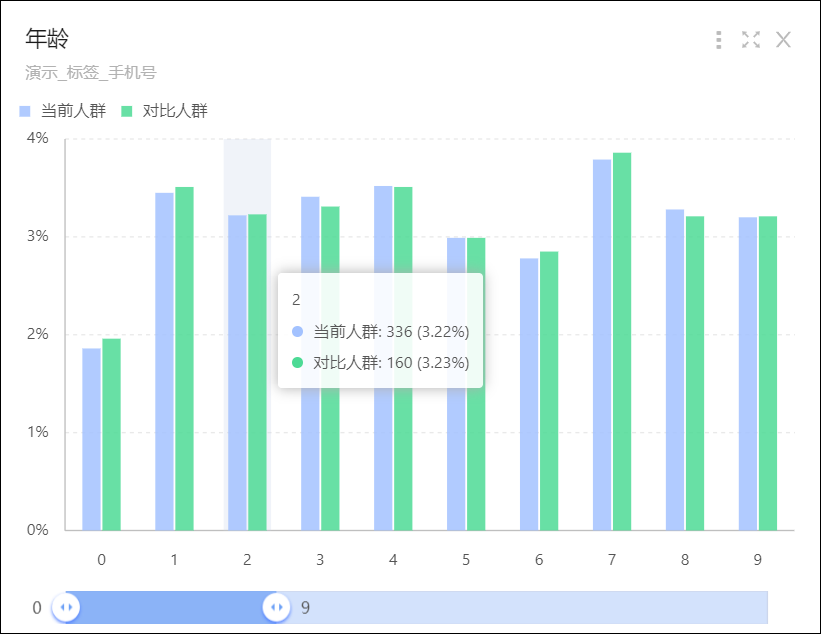 年龄
演示_标签_手机号
当前人群 对比人群
4%
3%
2%
1%
0%
2
当前人群: 336 (3.22%)
对比人群: 160 (3.23%)
0 1 2 3 4 5 6 7 8 9
0 9